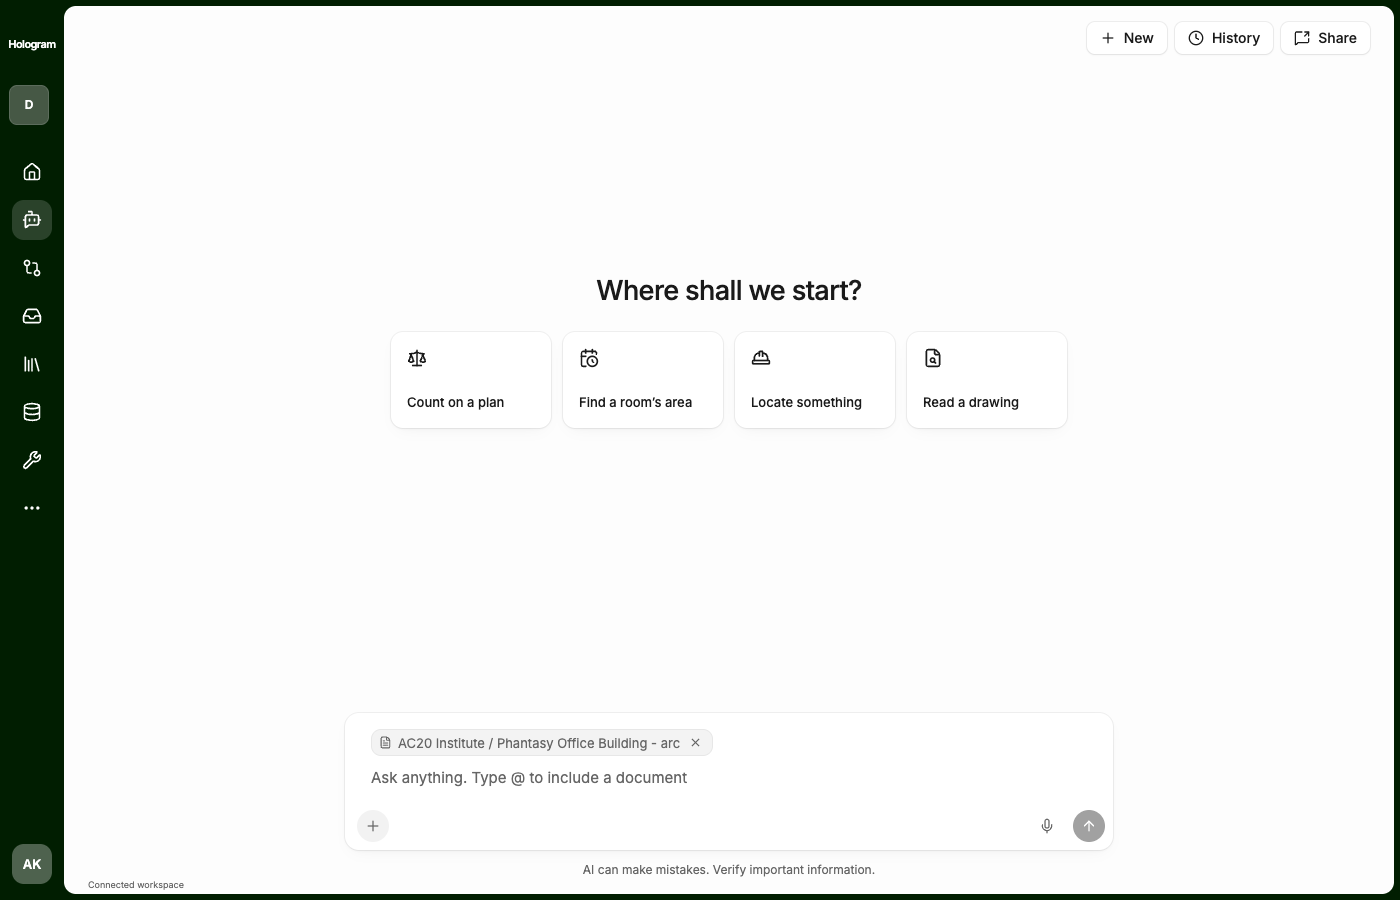 Hologram
New
History
Share
D
Where shall we start?
Count on a plan
Find a room’s area
Locate something
Read a drawing
AC20 Institute / Phantasy Office Building - arc
Ask anything. Type @ to include a document
AK
AI can make mistakes. Verify important information.
Connected workspace